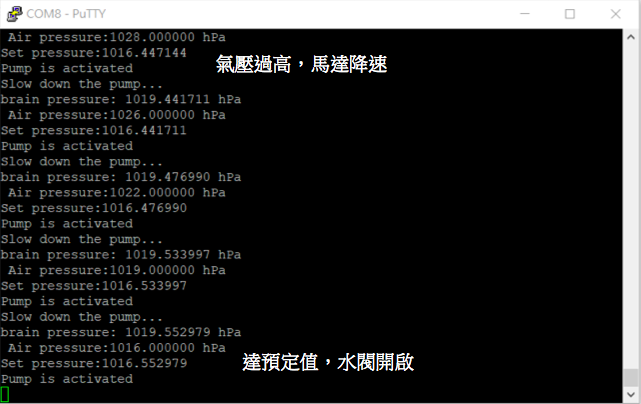 COM8 - PuTTY
Air pressure:1028.000000 hPa
Set pressure:1016.447144
氣壓過高，馬達降速
Pump is activated
Slow down the pump...
brain pressure: 1019.441711 hPa
Air pressure:1026.000000 hPa
Set pressure:1016.441711
Pump is activated
Slow down the pump...
brain pressure: 1019.476990 hPa
Air pressure:1022.000000 hPa
Set pressure:1016.476990
Pump is activated
Slow down the pump...
brain pressure: 1019.533997 hPa
Air pressure:1019.000000 hPa
Set pressure:1016.533997
Pump is activated
Slow down the pump...
brain pressure: 1019.552979 hPa
Air pressure:1016.000000 hPa
Set pressure:1016.552979
達預定值，水閥開啟
Pump is activated